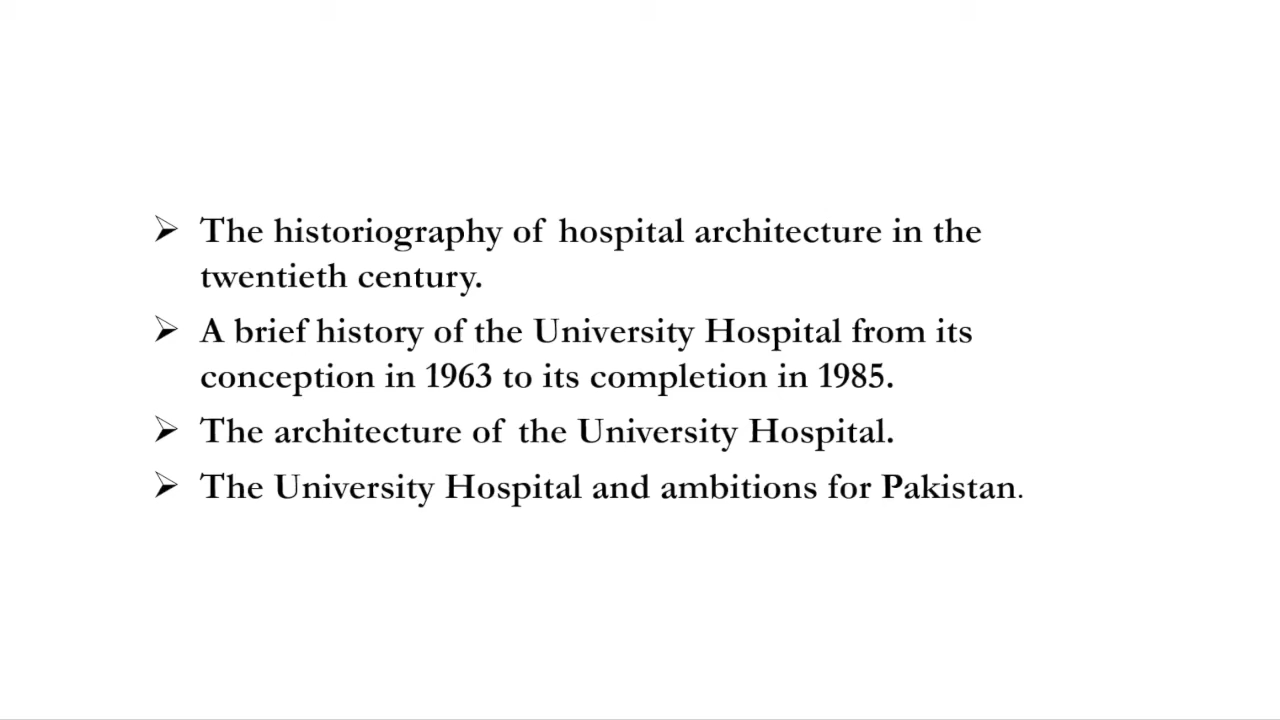 ➢ The historiography of hospital architecture in the
twentieth century.
➢ A brief history of the University Hospital from its
conception in 1963 to its completion in 1985.
➢ The architecture of the University Hospital.
➢ The University Hospital and ambitions for Pakistan.